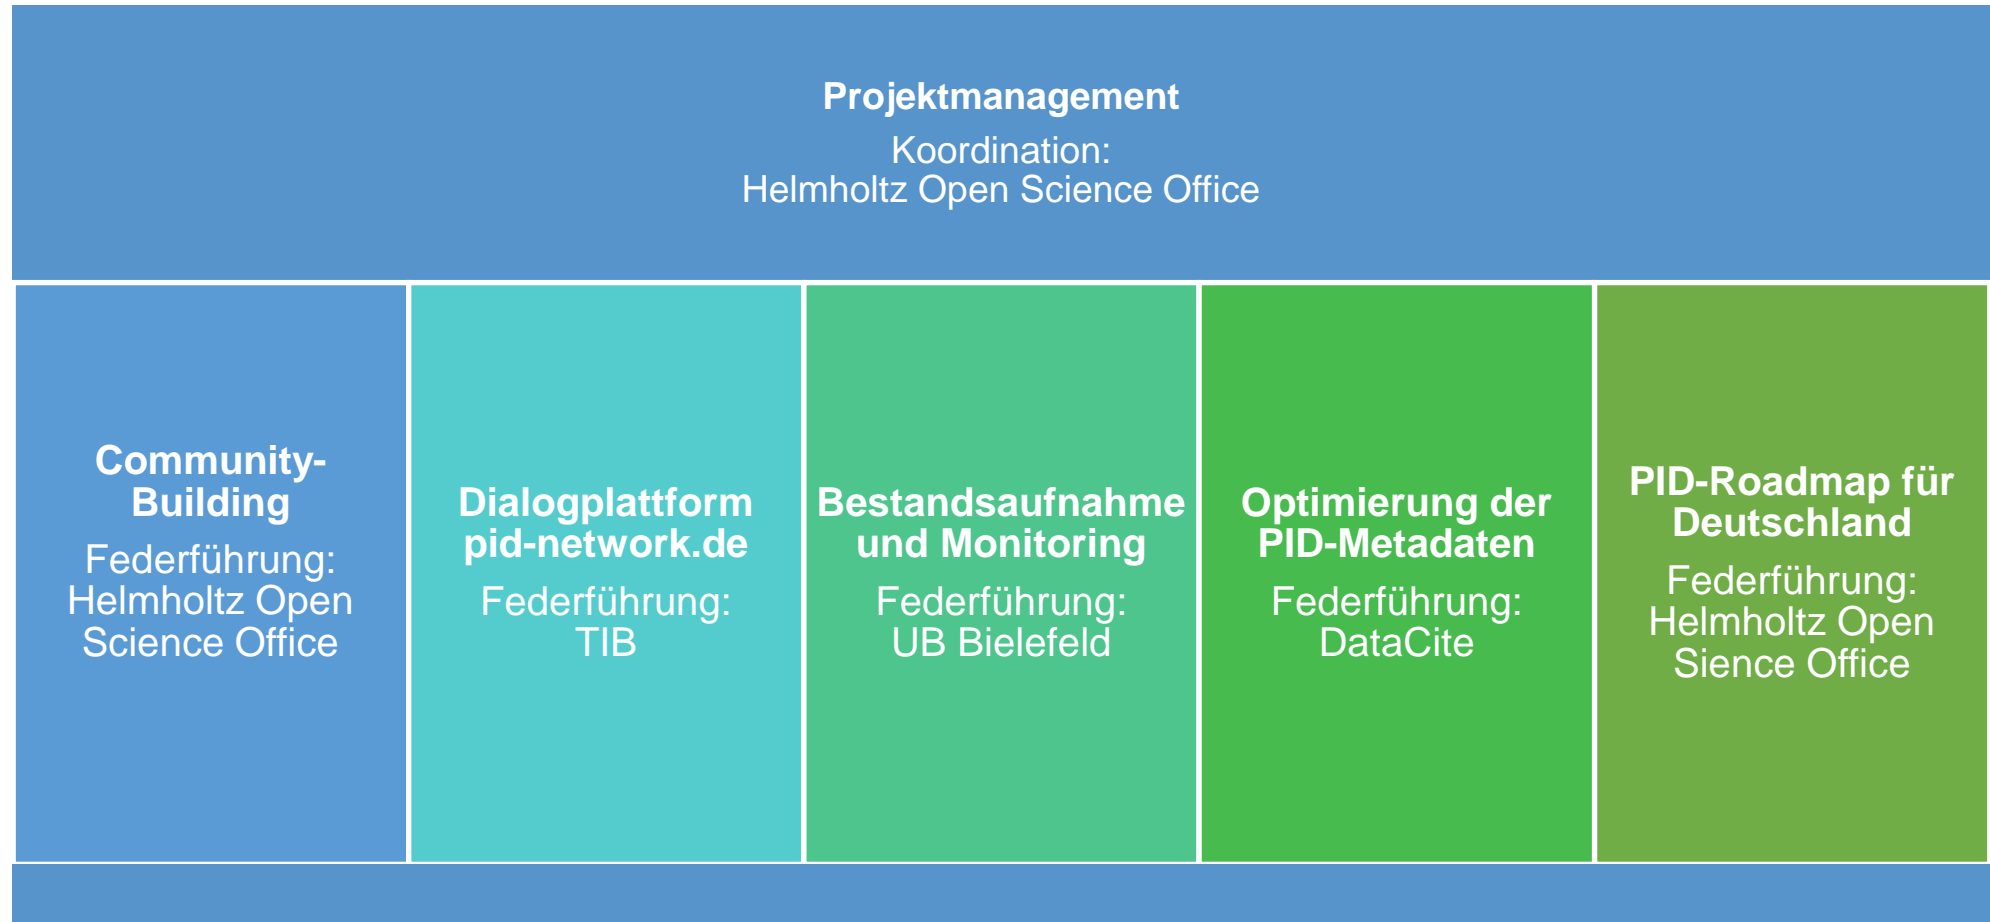 Projektmanagement
Koordination:
Helmholtz Open Science Office
Community-
Building
Federführung:
Helmholtz Open
Science Office
Dialogplattform
pid-network.de
Federführung:
TIB
Bestandsaufnahme
und Monitoring
Federführung:
UB Bielefeld
Optimierung der
PID-Metadaten
Federführung:
DataCite
PID-Roadmap für
Deutschland
Federführung:
Helmholtz Open
Sience Office